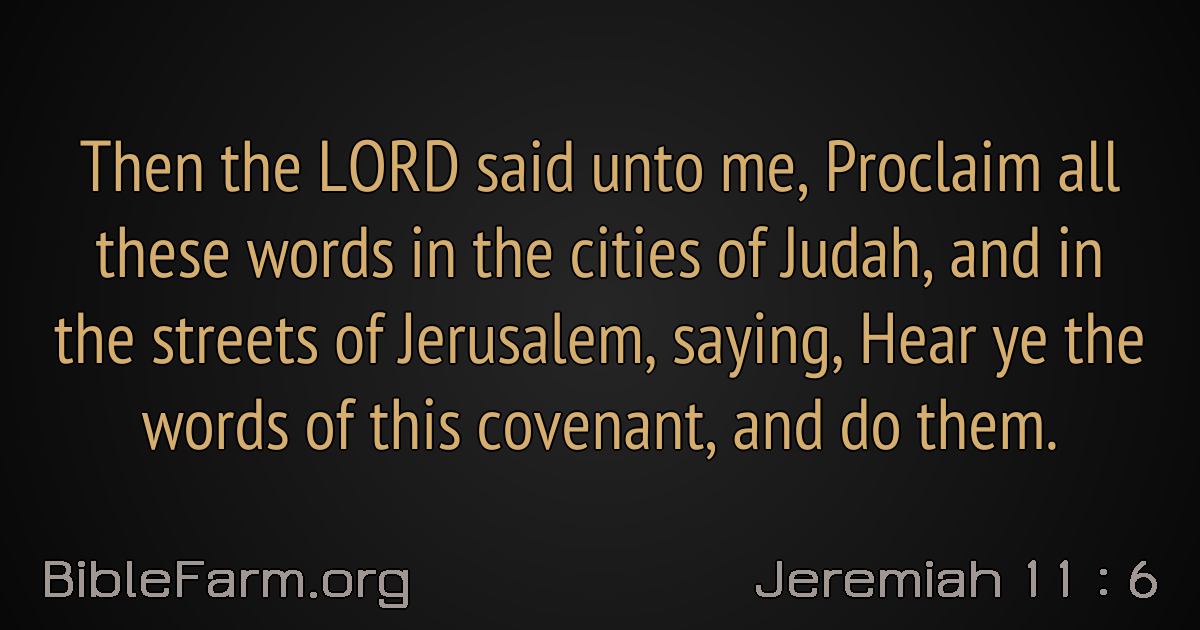 Then the LORD said unto me, Proclaim all
these words in the cities of Judah, and in
the streets of Jerusalem, saying, Hear ye the
words of this covenant, and do them.
BibleFarm.org
Jeremiah 11 : 6